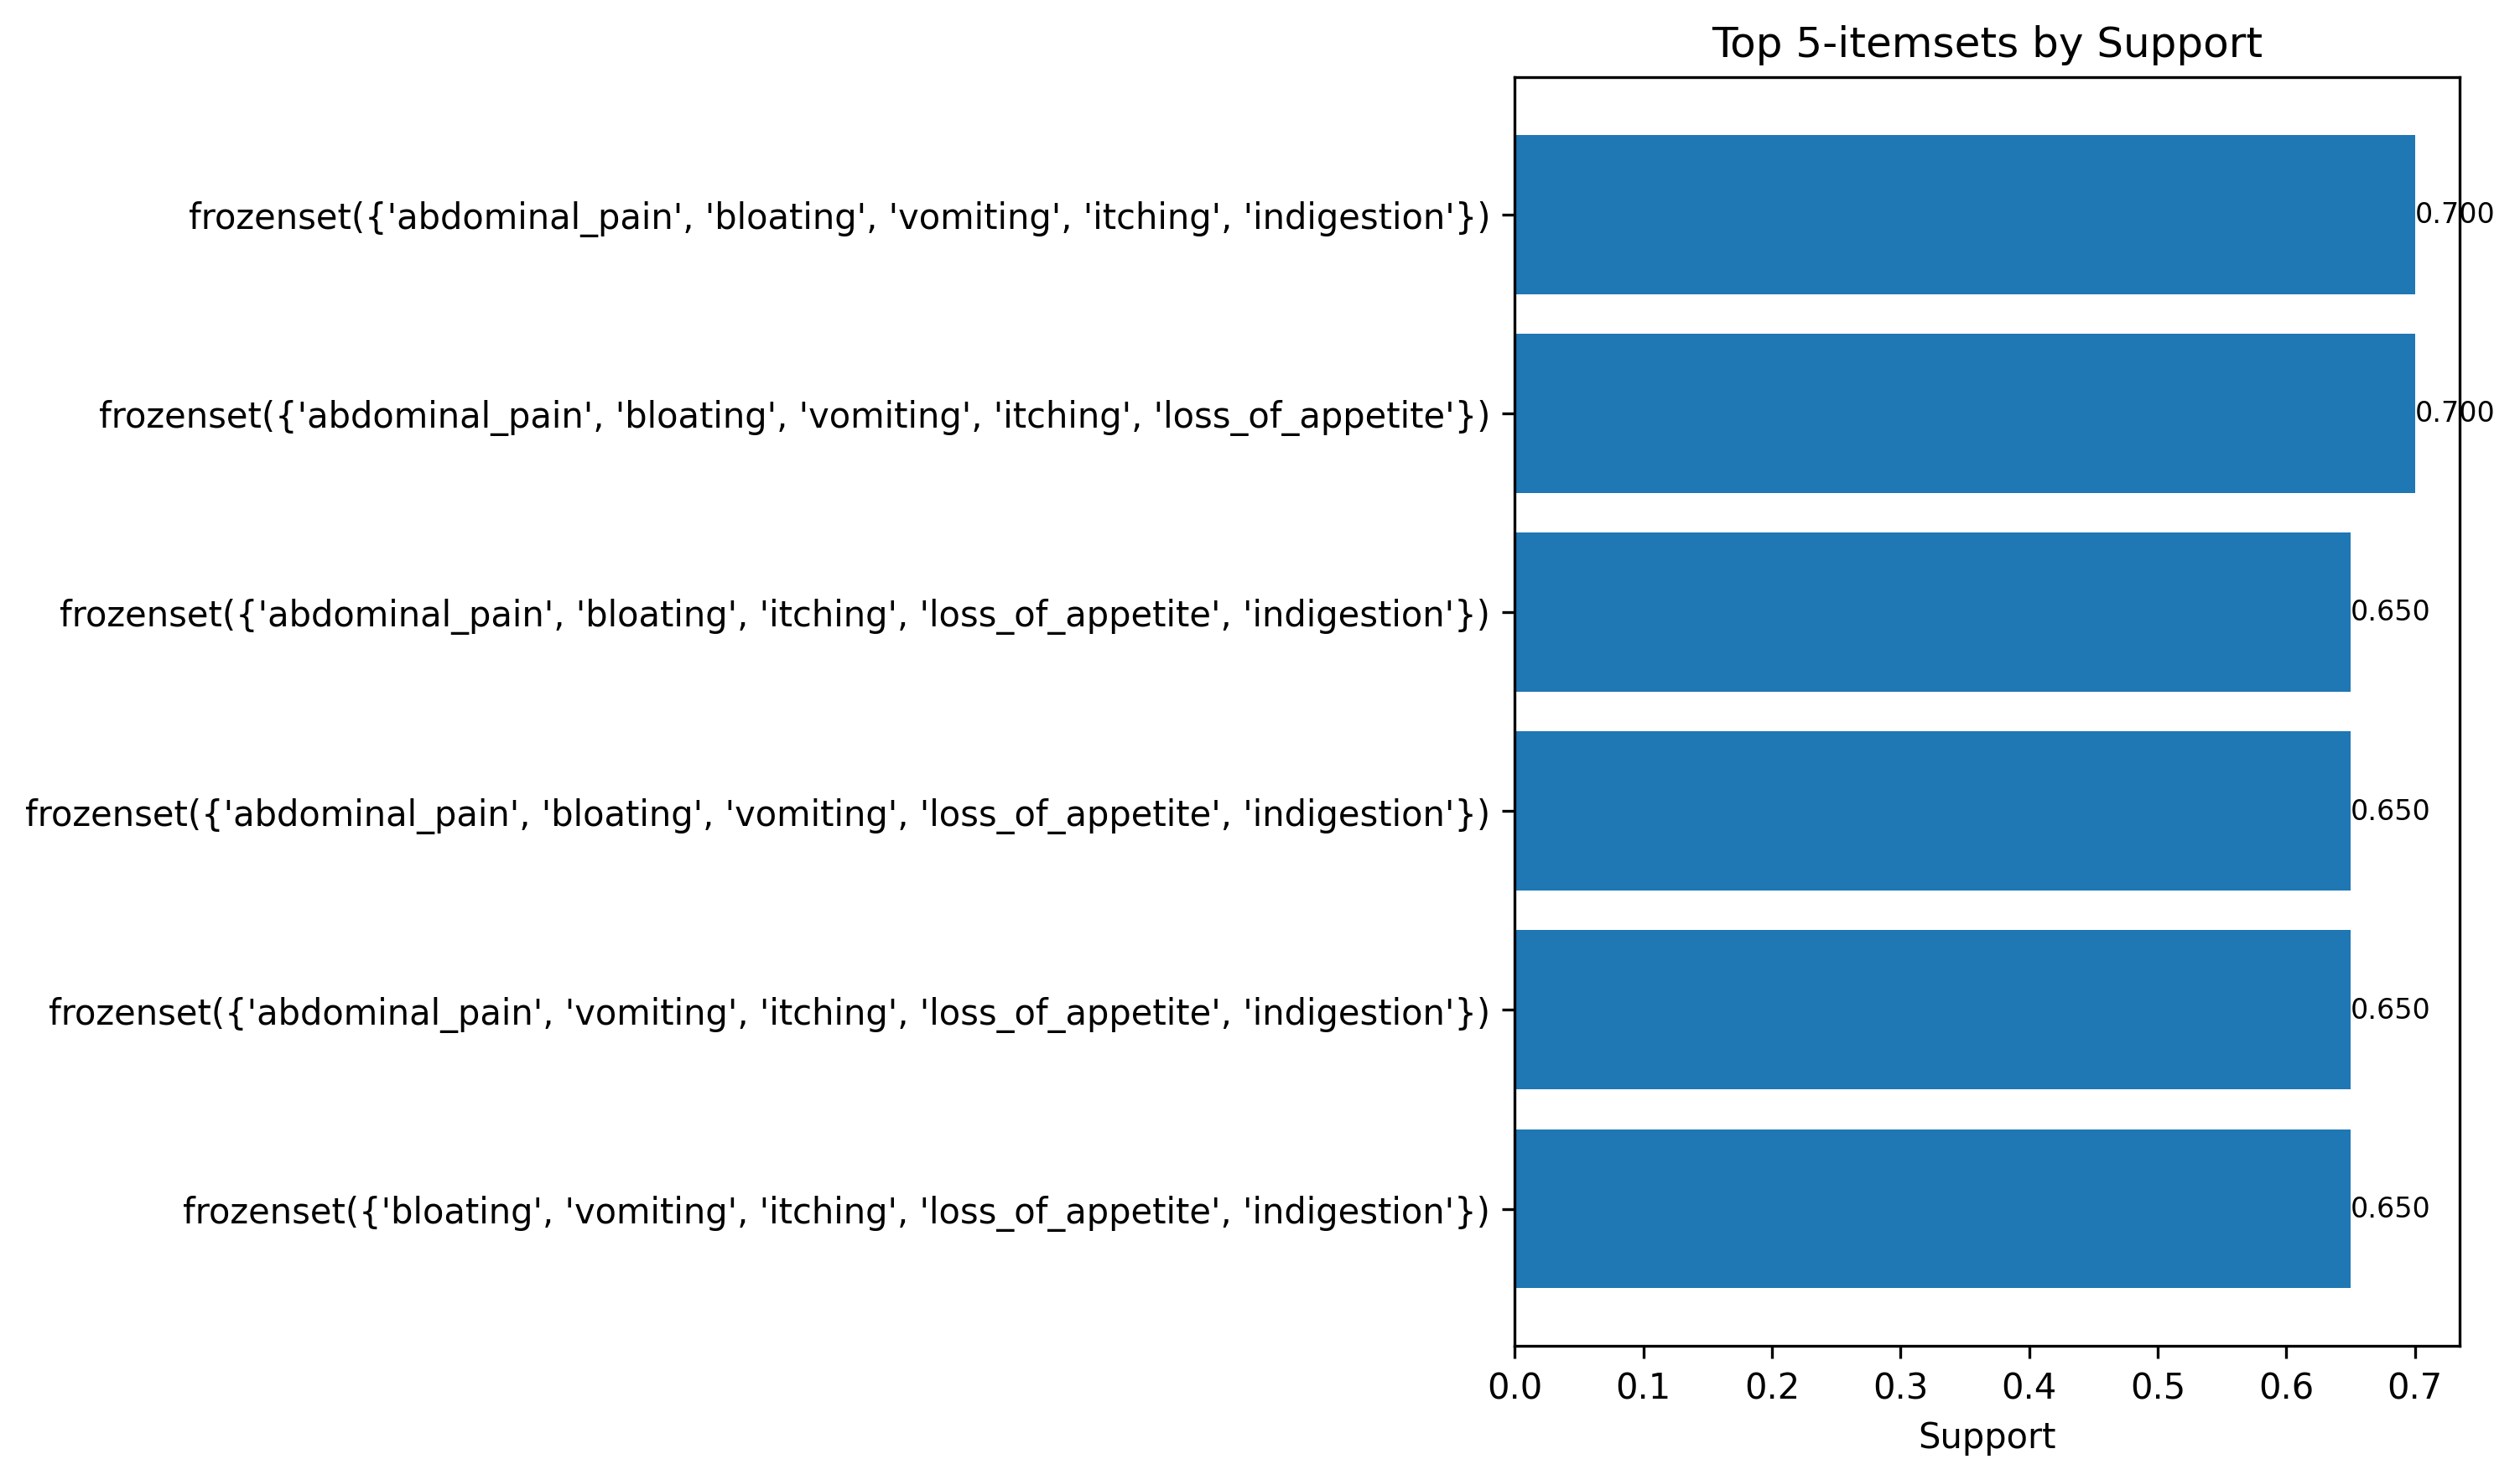 Top 5-itemsets by Support
frozenset({'abdominal_pain', 'bloating', 'vomiting', 'itching', 'indigestion'})
0.700
frozenset({'abdominal_pain', 'bloating', 'vomiting', 'itching', 'loss_of_appetite'})
0.700
frozenset({'abdominal_pain', 'bloating', 'itching', 'loss_of_appetite', 'indigestion'})
0.650
frozenset({'abdominal_pain', 'bloating', 'vomiting', 'loss_of_appetite', 'indigestion'})
0.650
frozenset({'abdominal_pain', 'vomiting', 'itching', 'loss_of_appetite', 'indigestion'})
0.650
frozenset({'bloating', 'vomiting', 'itching', 'loss_of_appetite', 'indigestion'})
0.650
0.0 0.1 0.2 0.3 0.4 0.5 0.6 0.7
Support